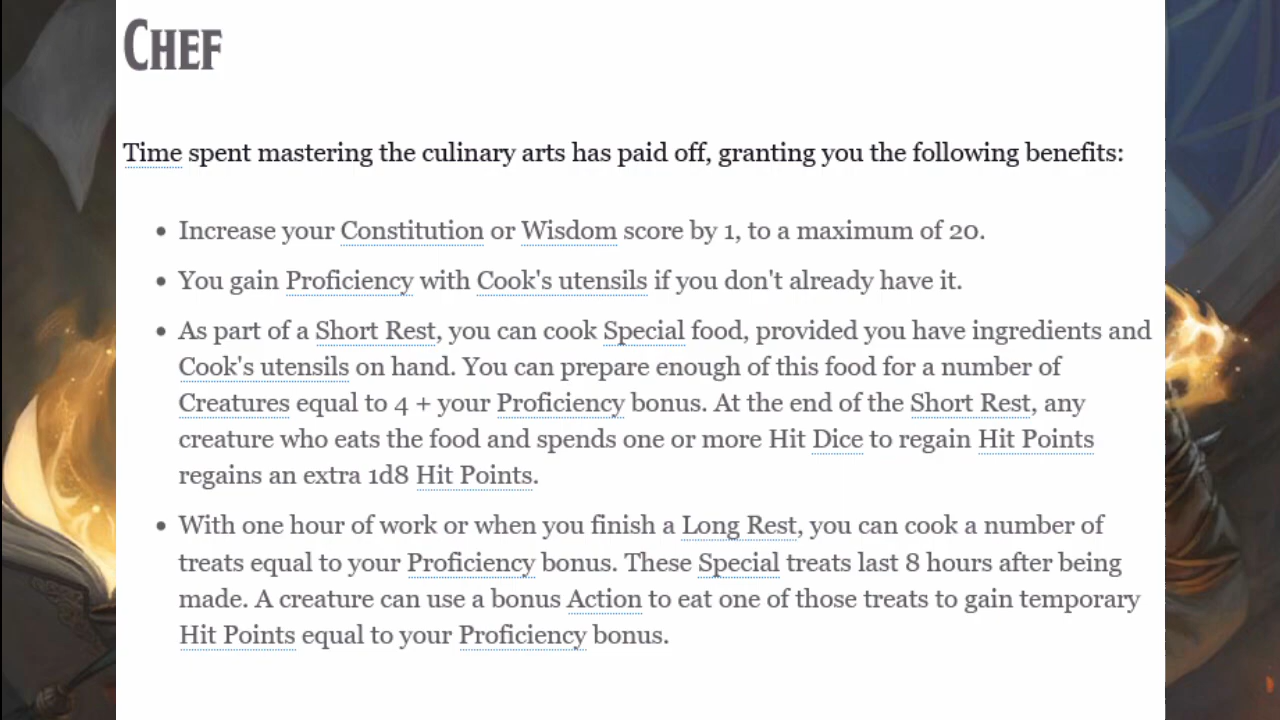 CHEF
Time spent mastering the culinary arts has paid off, granting you the following benefits:
• Increase your Constitution or Wisdom score by 1, to a maximum of 20.
• You gain Proficiency with Cook's utensils if you don't already have it.
• As part of a Short Rest, you can cook Special food, provided you have ingredients and
Cook's utensils on hand. You can prepare enough of this food for a number of
Creatures equal to 4 + your Proficiency bonus. At the end of the Short Rest, any
creature who eats the food and spends one or more Hit Dice to regain Hit Points
regains an extra 1d8 Hit Points.
• With one hour of work or when you finish a Long Rest, you can cook a number of
treats equal to your Proficiency bonus. These Special treats last 8 hours after being
made. A creature can use a bonus Action to eat one of those treats to gain temporary
Hit Points equal to your Proficiency bonus.